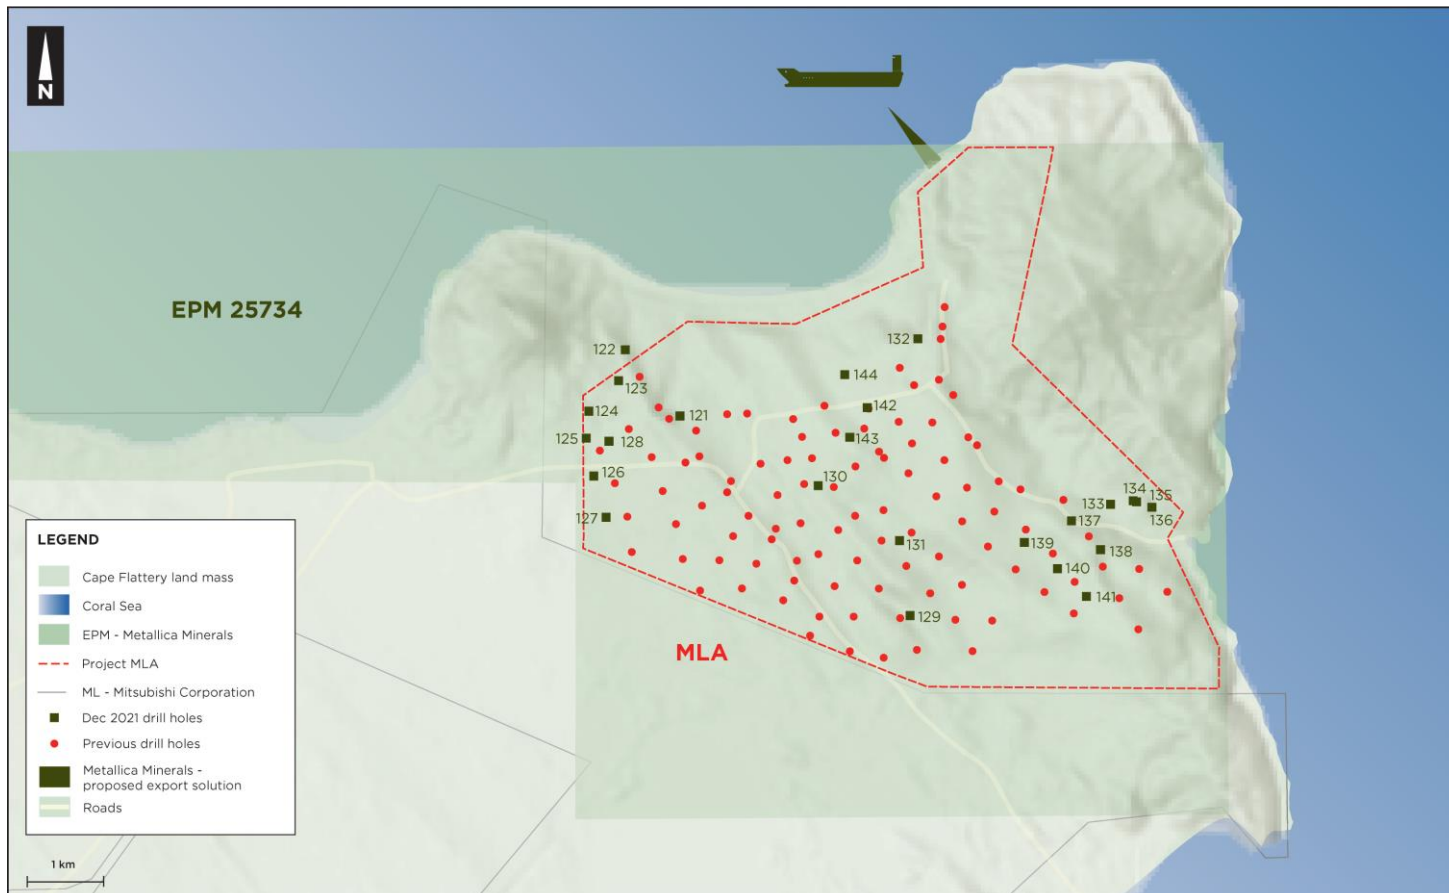 N
EPM 25734
122
132
123
144
124
121
142
125
128
143
126
130
134
135
133
127
137
136
131
139
138
140
141
129
MLA
LEGEND
Cape Flattery land mass
Coral Sea
EPM - Metallica Minerals
Project MLA
ML - Mitsubishi Corporation
Dec 2021 drill holes
Previous drill holes
Metallica Minerals -
proposed export solution
Roads
1 km